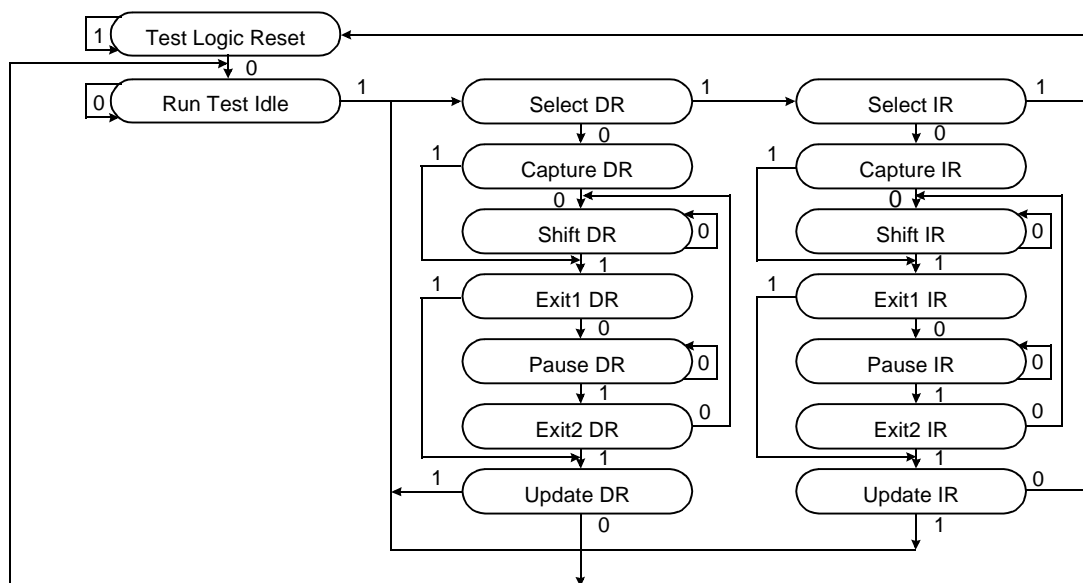 Test Logic Reset
1
0
Run Test Idle
0
1
Select DR
1
Select IR
1
0
0
1
Capture DR
1
Capture IR
0
0
Shift DR
0
Shift IR
0
1
1
1
Exit1 DR
1
Exit1 IR
0
0
Pause DR
0
Pause IR
0
1
1
Exit2 DR
0
Exit2 IR
0
1
1
1
Update DR
Update IR
0
0
1